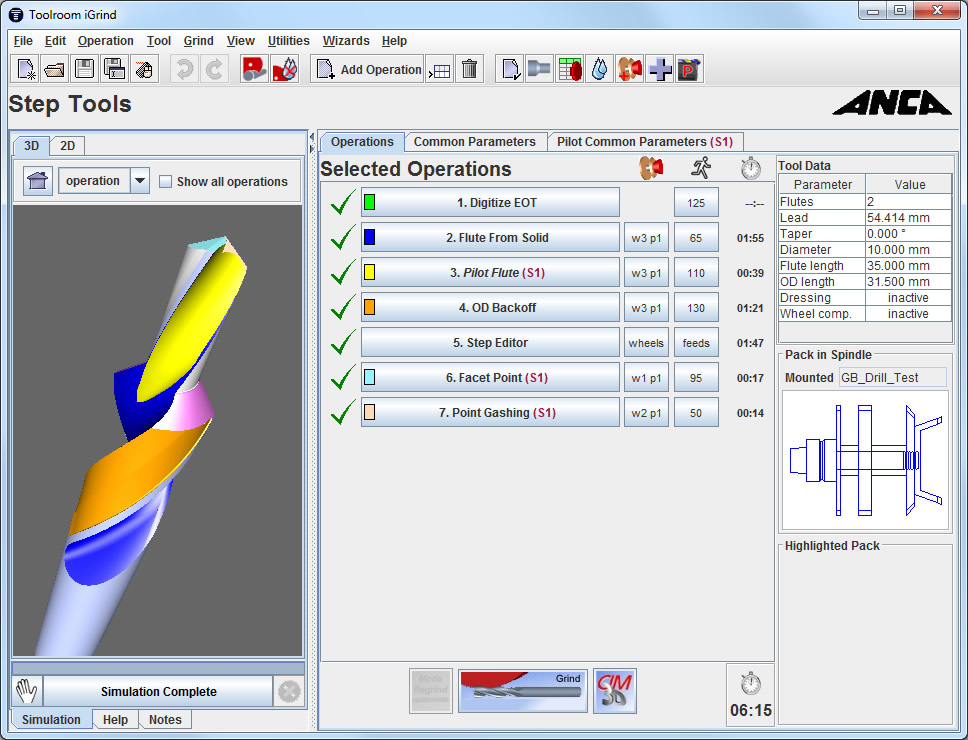 Toolroom iGrind
File Edit Operation Tool Grind View Utilities Wizards Help
Add Operation
Step Tools
ANCA
3D 2D
operation
Show all operations
Simulation Complete
Simulation Help Notes
Operations Common Parameters Pilot Common Parameters (S1)
Selected Operations
1. Digitize EOT 125 --:--
2. Flute From Solid w3 p1 65 01:55
3. Pilot Flute (S1) w3 p1 110 00:39
4. OD Backoff w3 p1 130 01:21
5. Step Editor wheels feeds 01:47
6. Facet Point (S1) w1 p1 95 00:17
7. Point Gashing (S1) w2 p1 50 00:14
Grind
CIM
3D
06:15
Tool Data
Parameter Value
Flutes 2
Lead 54.414 mm
Taper 0.000 °
Diameter 10.000 mm
Flute length 35.000 mm
OD length 31.500 mm
Dressing inactive
Wheel comp. inactive
Pack in Spindle
Mounted GB_Drill_Test
Highlighted Pack